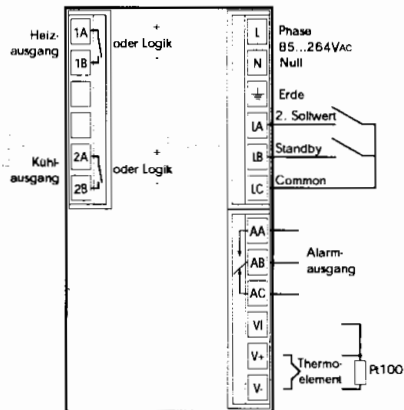 Heiz-
ausgang
1A
1B
+
oder Logik
-
Kühl-
ausgang
2A
2B
+
oder Logik
-
L
Phase
85...264VAC
N
Null
Erde
LA
2. Sollwert
LB
Standby
LC
Common
AA
AB
AC
Alarm-
ausgang
VI
V+
V-
Thermo-
element
Pt100